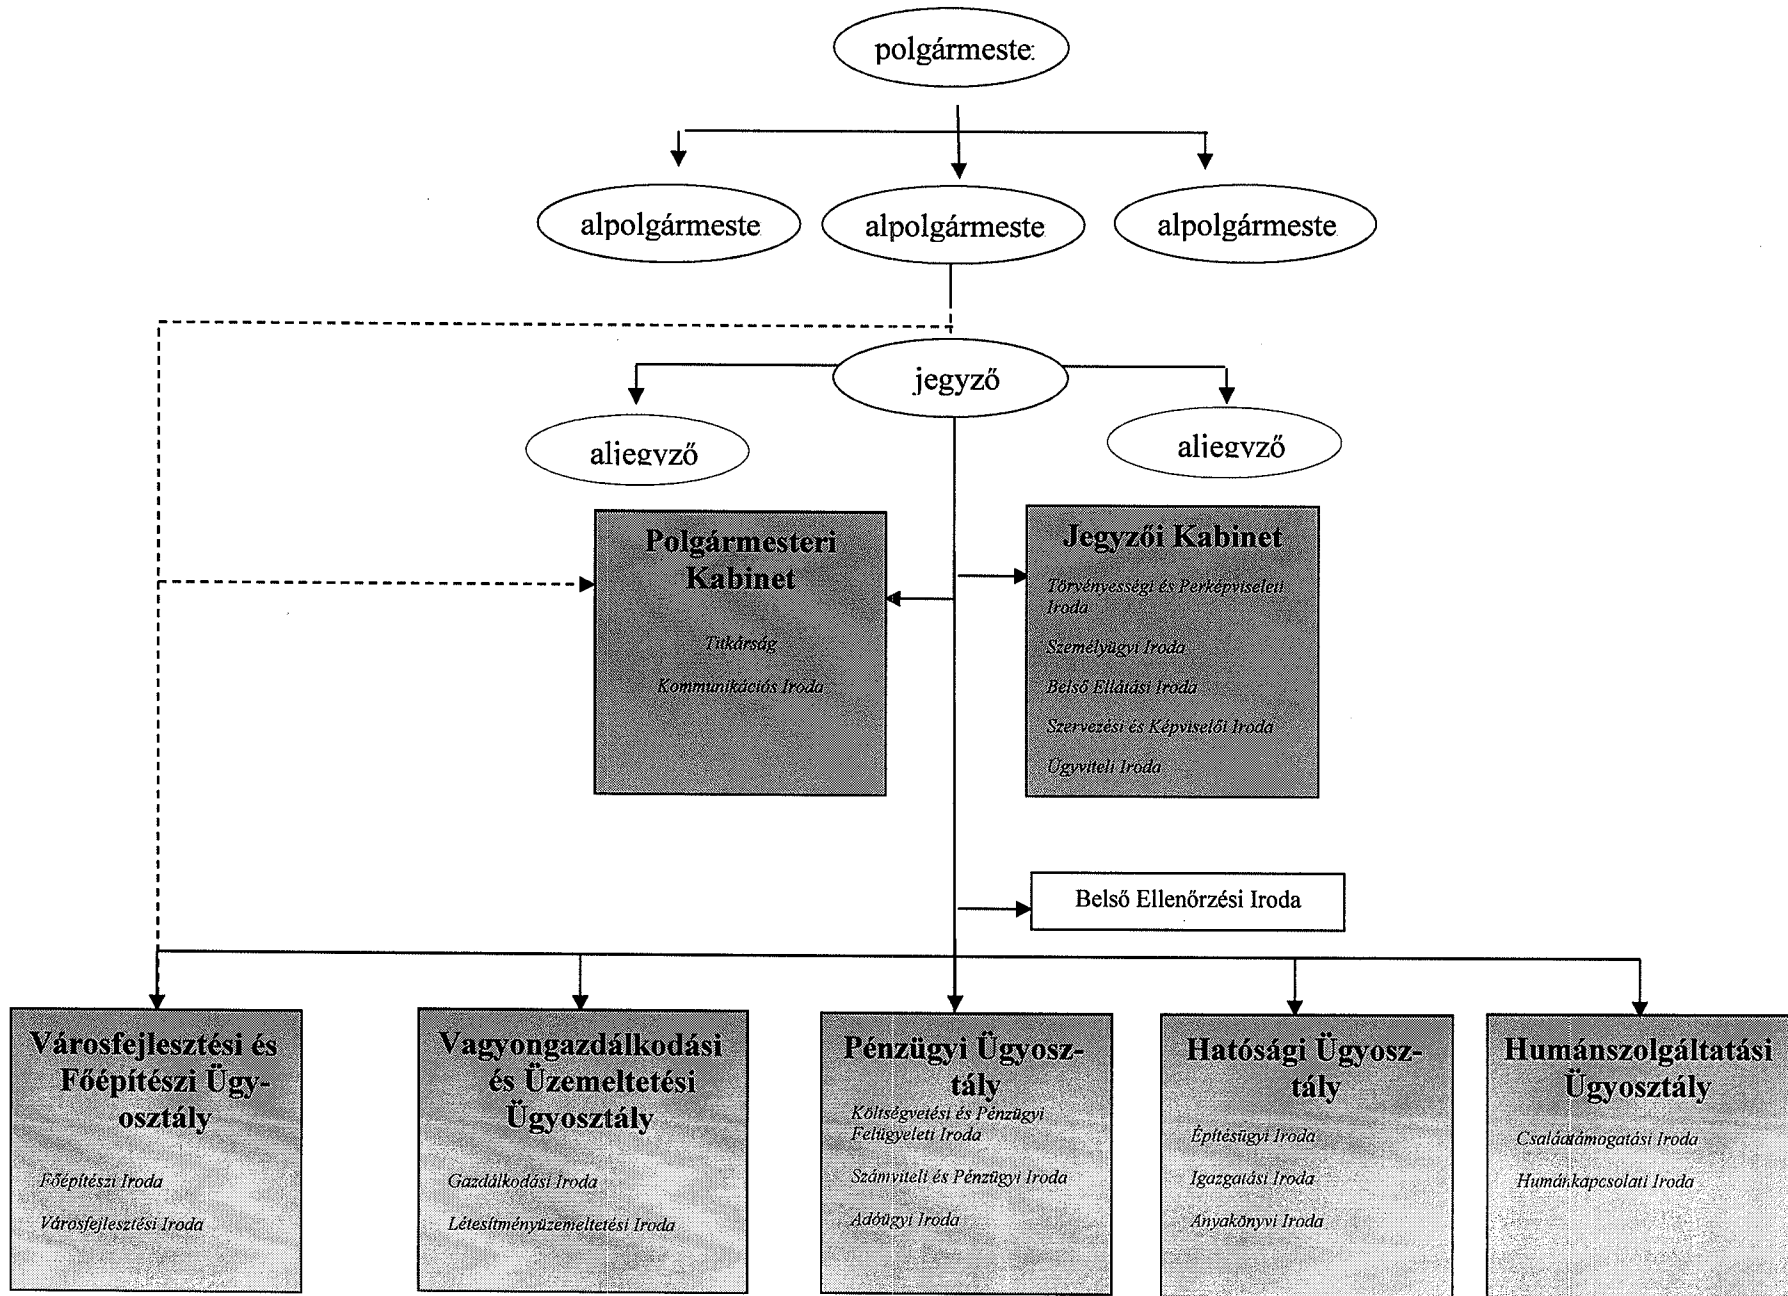 polgármeste:
alpolgármeste
alpolgármeste
alpolgármeste
jegyző
aljegyző
aljegyző
Polgármesteri
Kabinet
Titkárság
Kommunikációs Iroda
Jegyzői Kabinet
Törvényességi és Perképviseleti
Iroda
Személyügyi Iroda
Belső Ellátási Iroda
Szervezési és Képviselői Iroda
Ügyviteli Iroda
Belső Ellenőrzési Iroda
Városfejlesztési és
Főépítészi Ügy-
osztály
Főépítészi Iroda
Városfejlesztési Iroda
Vagyongazdálkodási
és Üzemeltetési
Ügyosztály
Gazdálkodási Iroda
Létesítményüzemeltetési Iroda
Pénzügyi Ügyosz-
tály
Költségvetési és Pénzügyi
Felügyeleti Iroda
Számviteli és Pénzügyi Iroda
Adóügyi Iroda
Hatósági Ügyosz-
tály
Építésügyi Iroda
Igazgatási Iroda
Anyakönyvi Iroda
Humánszolgáltatási
Ügyosztály
Családtámogatási Iroda
Humánkapcsolati Iroda